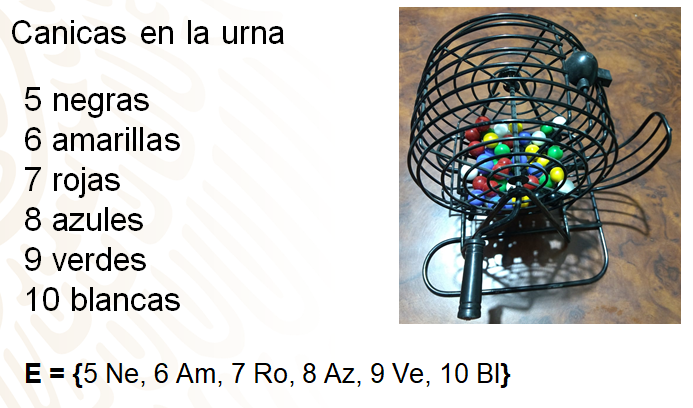 Canicas en la urna
5 negras
6 amarillas
7 rojas
8 azules
9 verdes
10 blancas
E = {5 Ne, 6 Am, 7 Ro, 8 Az, 9 Ve, 10 Bl}